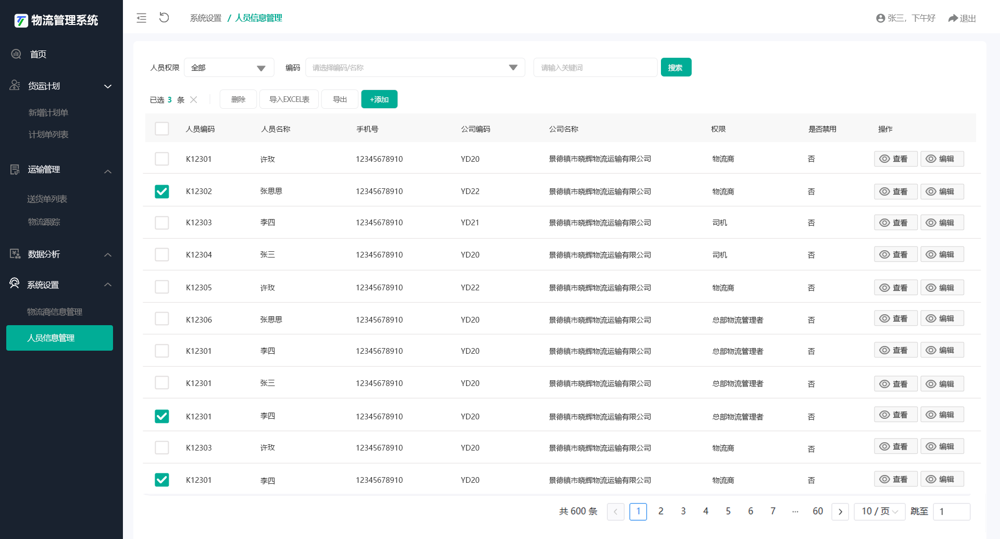 物流管理系统
首页
货运计划
新增计划单
计划单列表
运输管理
送货单列表
物流跟踪
数据分析
系统设置
物流商信息管理
人员信息管理
系统设置 / 人员信息管理
张三，下午好 退出
人员权限 全部 编码 请选择编码/名称 请输入关键词 搜索
已选 3 条 删除 导入EXCEL表 导出 +添加
人员编码 人员名称 手机号 公司编码 公司名称 权限 是否禁用 操作
K12301 许玫 12345678910 YD20 景德镇市晓辉物流运输有限公司 物流商 否 查看 编辑
K12302 张思思 12345678910 YD22 景德镇市晓辉物流运输有限公司 物流商 否 查看 编辑
K12303 李四 12345678910 YD21 景德镇市晓辉物流运输有限公司 司机 否 查看 编辑
K12304 张三 12345678910 YD20 景德镇市晓辉物流运输有限公司 司机 否 查看 编辑
K12305 许玫 12345678910 YD22 景德镇市晓辉物流运输有限公司 物流商 否 查看 编辑
K12306 张思思 12345678910 YD20 景德镇市晓辉物流运输有限公司 总部物流管理者 否 查看 编辑
K12301 李四 12345678910 YD20 景德镇市晓辉物流运输有限公司 总部物流管理者 否 查看 编辑
K12301 张三 12345678910 YD20 景德镇市晓辉物流运输有限公司 总部物流管理者 否 查看 编辑
K12301 李四 12345678910 YD20 景德镇市晓辉物流运输有限公司 总部物流管理者 否 查看 编辑
K12303 许玫 12345678910 YD20 景德镇市晓辉物流运输有限公司 物流商 否 查看 编辑
K12301 李四 12345678910 YD20 景德镇市晓辉物流运输有限公司 物流商 否 查看 编辑
共 600 条 < 1 2 3 4 5 6 7 ··· 60 > 10 / 页 跳至 1